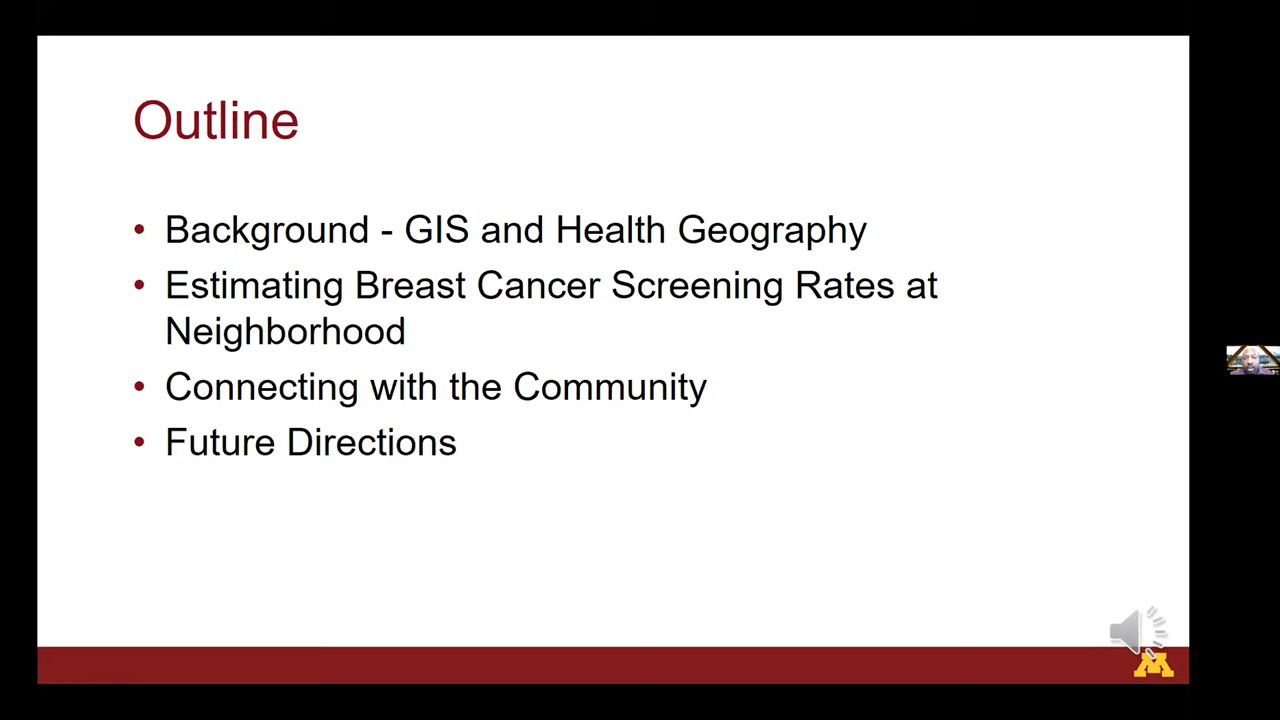 Outline
• Background - GIS and Health Geography
• Estimating Breast Cancer Screening Rates at
Neighborhood
• Connecting with the Community
• Future Directions
M